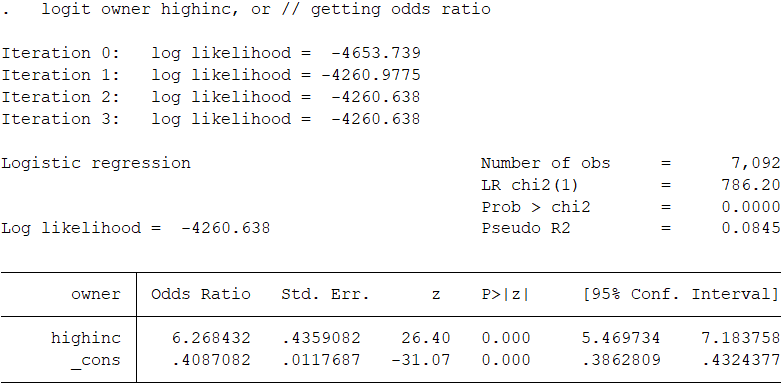 .   logit owner highinc, or // getting odds ratio
Iteration 0:   log likelihood =  -4653.739
Iteration 1:   log likelihood = -4260.9775
Iteration 2:   log likelihood =  -4260.638
Iteration 3:   log likelihood =  -4260.638
Logistic regression                             Number of obs     =      7,092
                                                LR chi2(1)        =     786.20
                                                Prob > chi2       =     0.0000
Log likelihood =  -4260.638                     Pseudo R2         =     0.0845
       owner | Odds Ratio   Std. Err.      z    P>|z|     [95% Conf. Interval]
     highinc |   6.268432   .4359082    26.40   0.000     5.469734    7.183758
       _cons |   .4087082   .0117687   -31.07   0.000     .3862809    .4324377